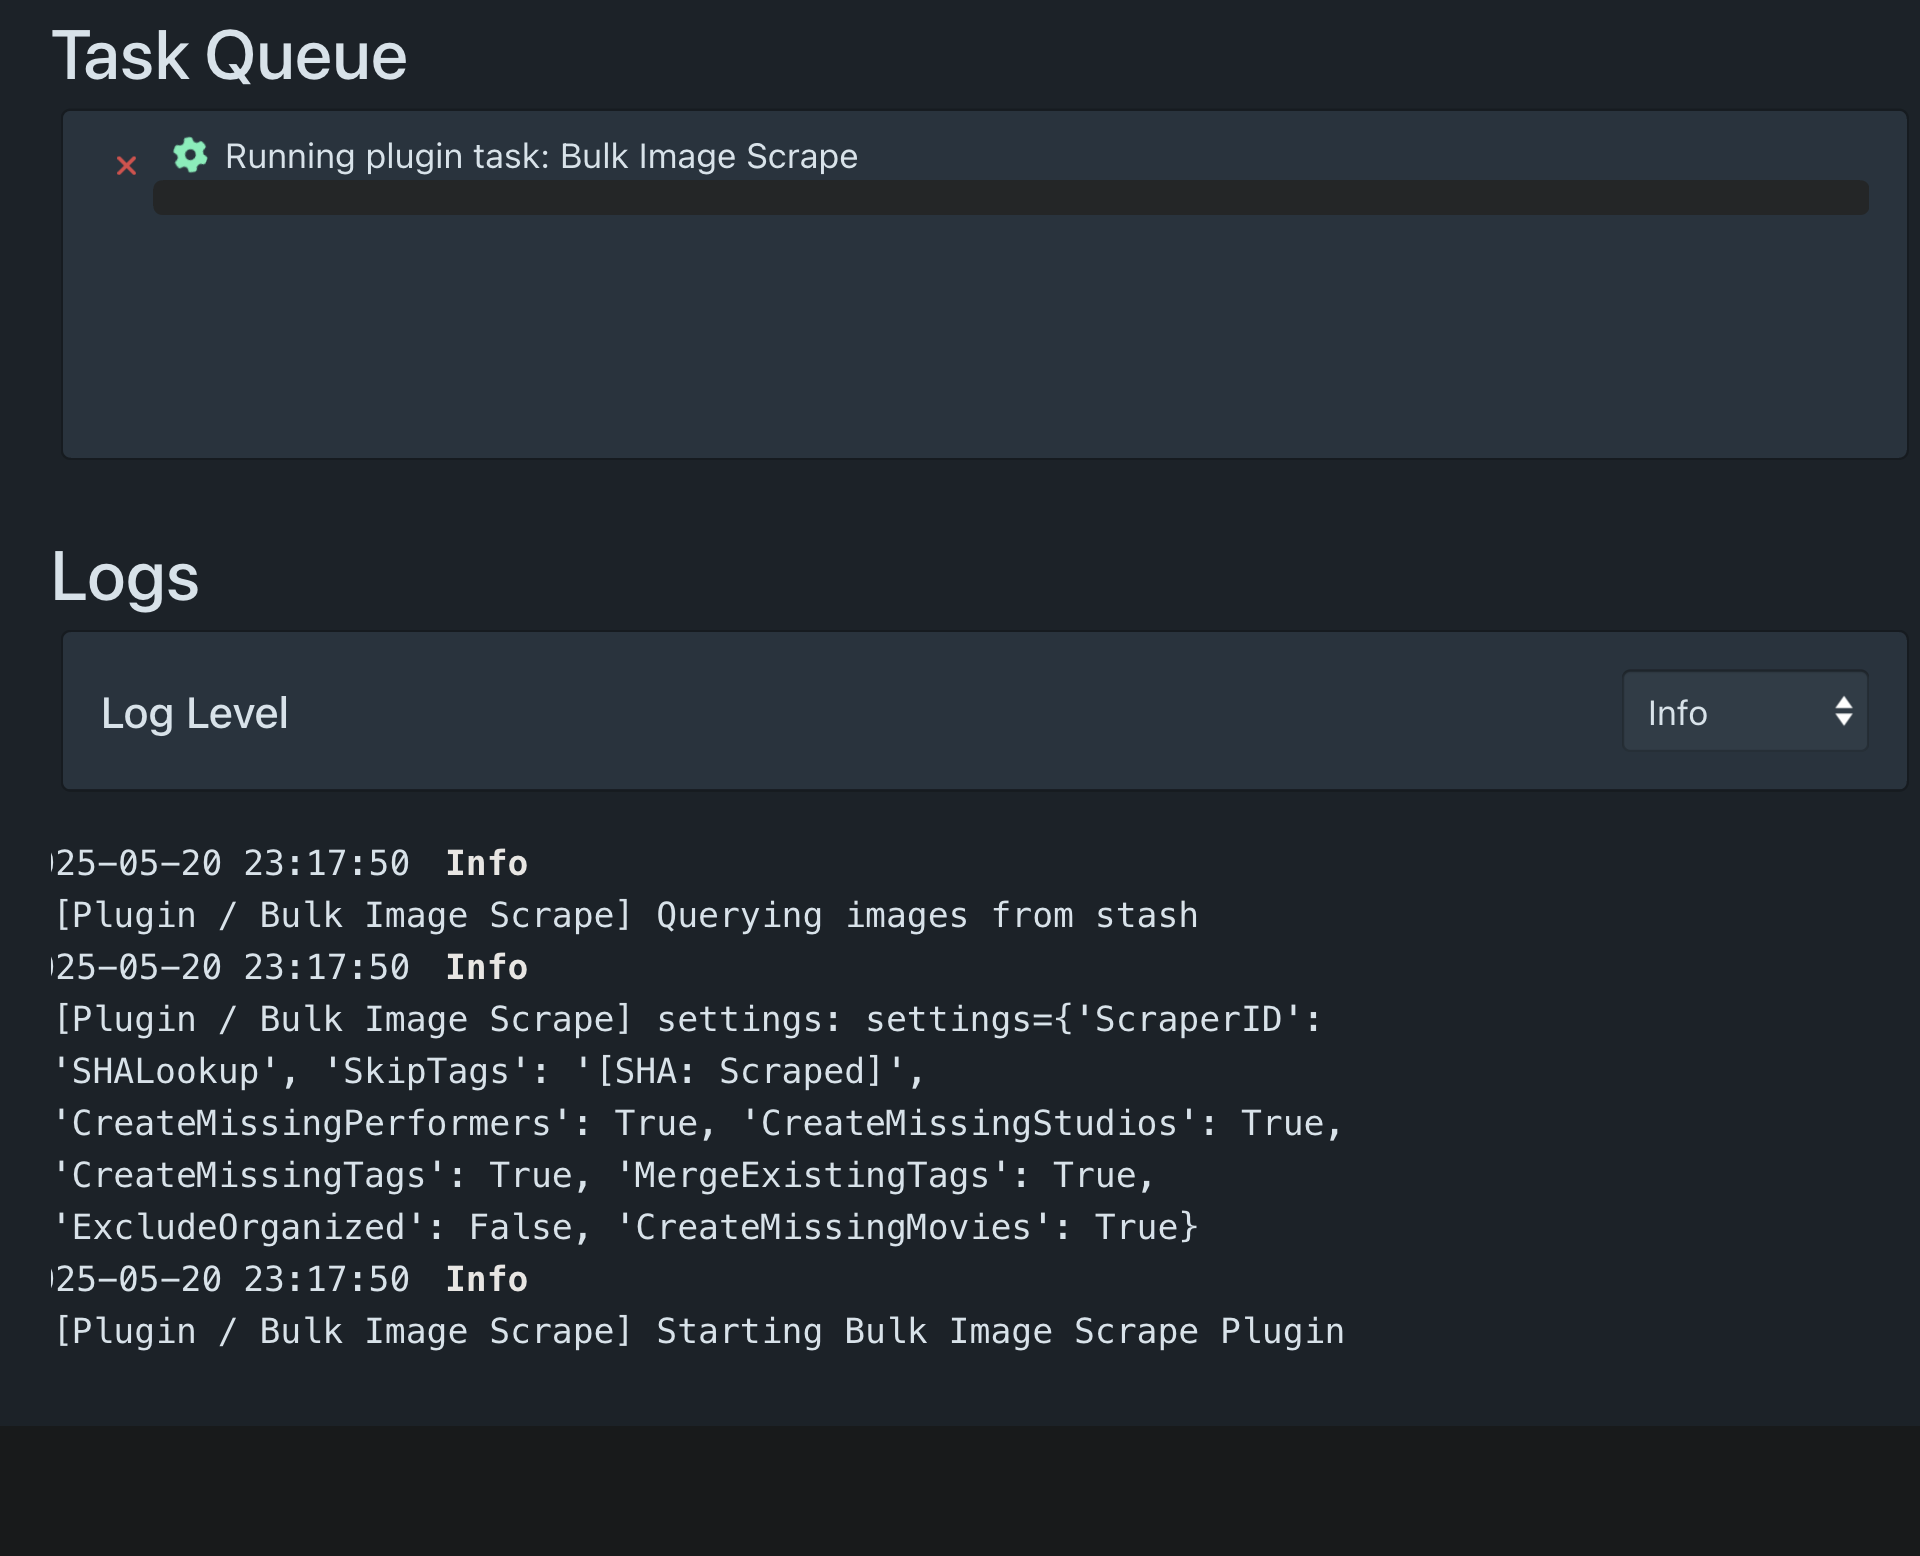 Task Queue
Running plugin task: Bulk Image Scrape
Logs
Log Level
Info
25-05-20 23:17:50 Info
[Plugin / Bulk Image Scrape] Querying images from stash
25-05-20 23:17:50 Info
[Plugin / Bulk Image Scrape] settings: settings={'ScraperID':
'SHALookup', 'SkipTags': '[SHA: Scraped]',
'CreateMissingPerformers': True, 'CreateMissingStudios': True,
'CreateMissingTags': True, 'MergeExistingTags': True,
'ExcludeOrganized': False, 'CreateMissingMovies': True}
25-05-20 23:17:50 Info
[Plugin / Bulk Image Scrape] Starting Bulk Image Scrape Plugin